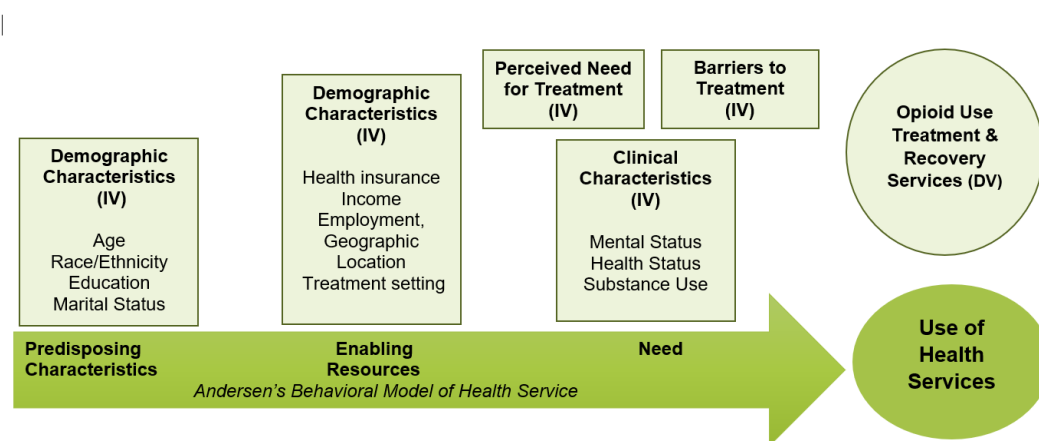 Demographic
Characteristics
(IV)
Age
Race/Ethnicity
Education
Marital Status
Demographic
Characteristics
(IV)
Health insurance
Income
Employment,
Geographic
Location
Treatment setting
Perceived Need
for Treatment
(IV)
Barriers to
Treatment
(IV)
Clinical
Characteristics
(IV)
Mental Status
Health Status
Substance Use
Opioid Use
Treatment &
Recovery
Services (DV)
Predisposing
Characteristics
Enabling
Resources
Need
Andersen's Behavioral Model of Health Service
Use of
Health
Services